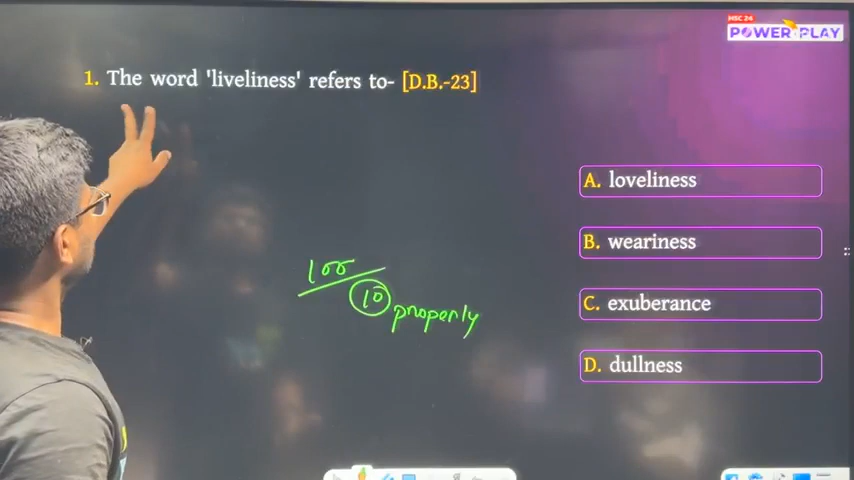 HSC 24
POWER PLAY
1. The word 'liveliness' refers to- [D.B.-23]
A. loveliness
B. weariness
C. exuberance
D. dullness
100
10 properly